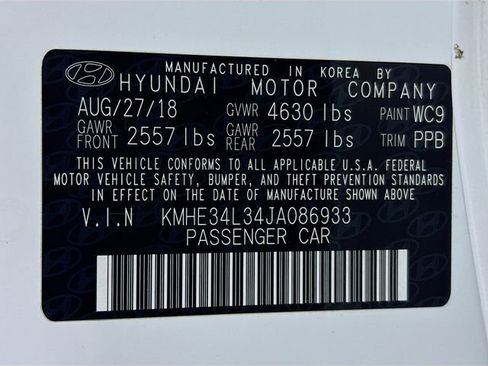 MANUFACTURED IN KOREA BY
HYUNDAI MOTOR COMPANY
AUG/27/18 GVWR 4630 lbs PAINT WC9
GAWR FRONT 2557 lbs GAWR REAR 2557 lbs TRIM PPB
THIS VEHICLE CONFORMS TO ALL APPLICABLE U.S.A. FEDERAL
MOTOR VEHICLE SAFETY, BUMPER, AND THEFT PREVENTION STANDARDS
IN EFFECT ON THE DATE OF MANUFACTURE SHOWN ABOVE.
V.I.N KMHE34L34JA086933
PASSENGER CAR